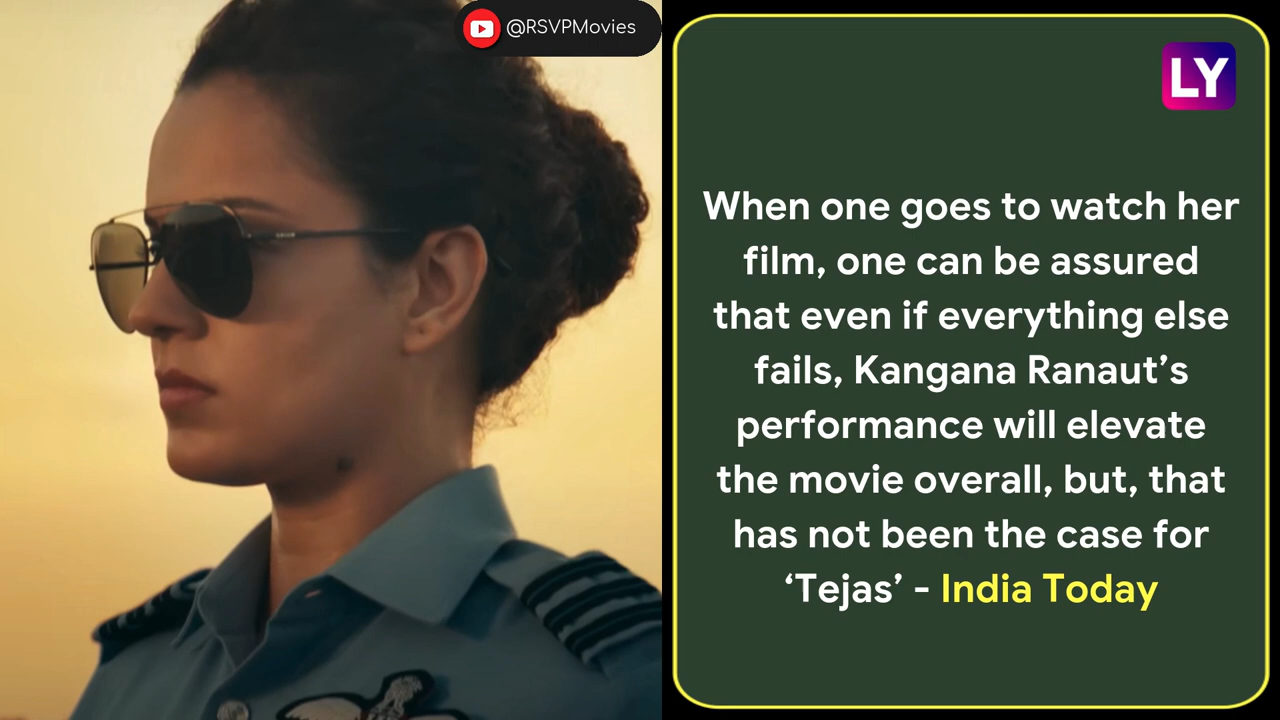 @RSVPMovies
LY
When one goes to watch her
film, one can be assured
that even if everything else
fails, Kangana Ranaut’s
performance will elevate
the movie overall, but, that
has not been the case for
‘Tejas’ - India Today